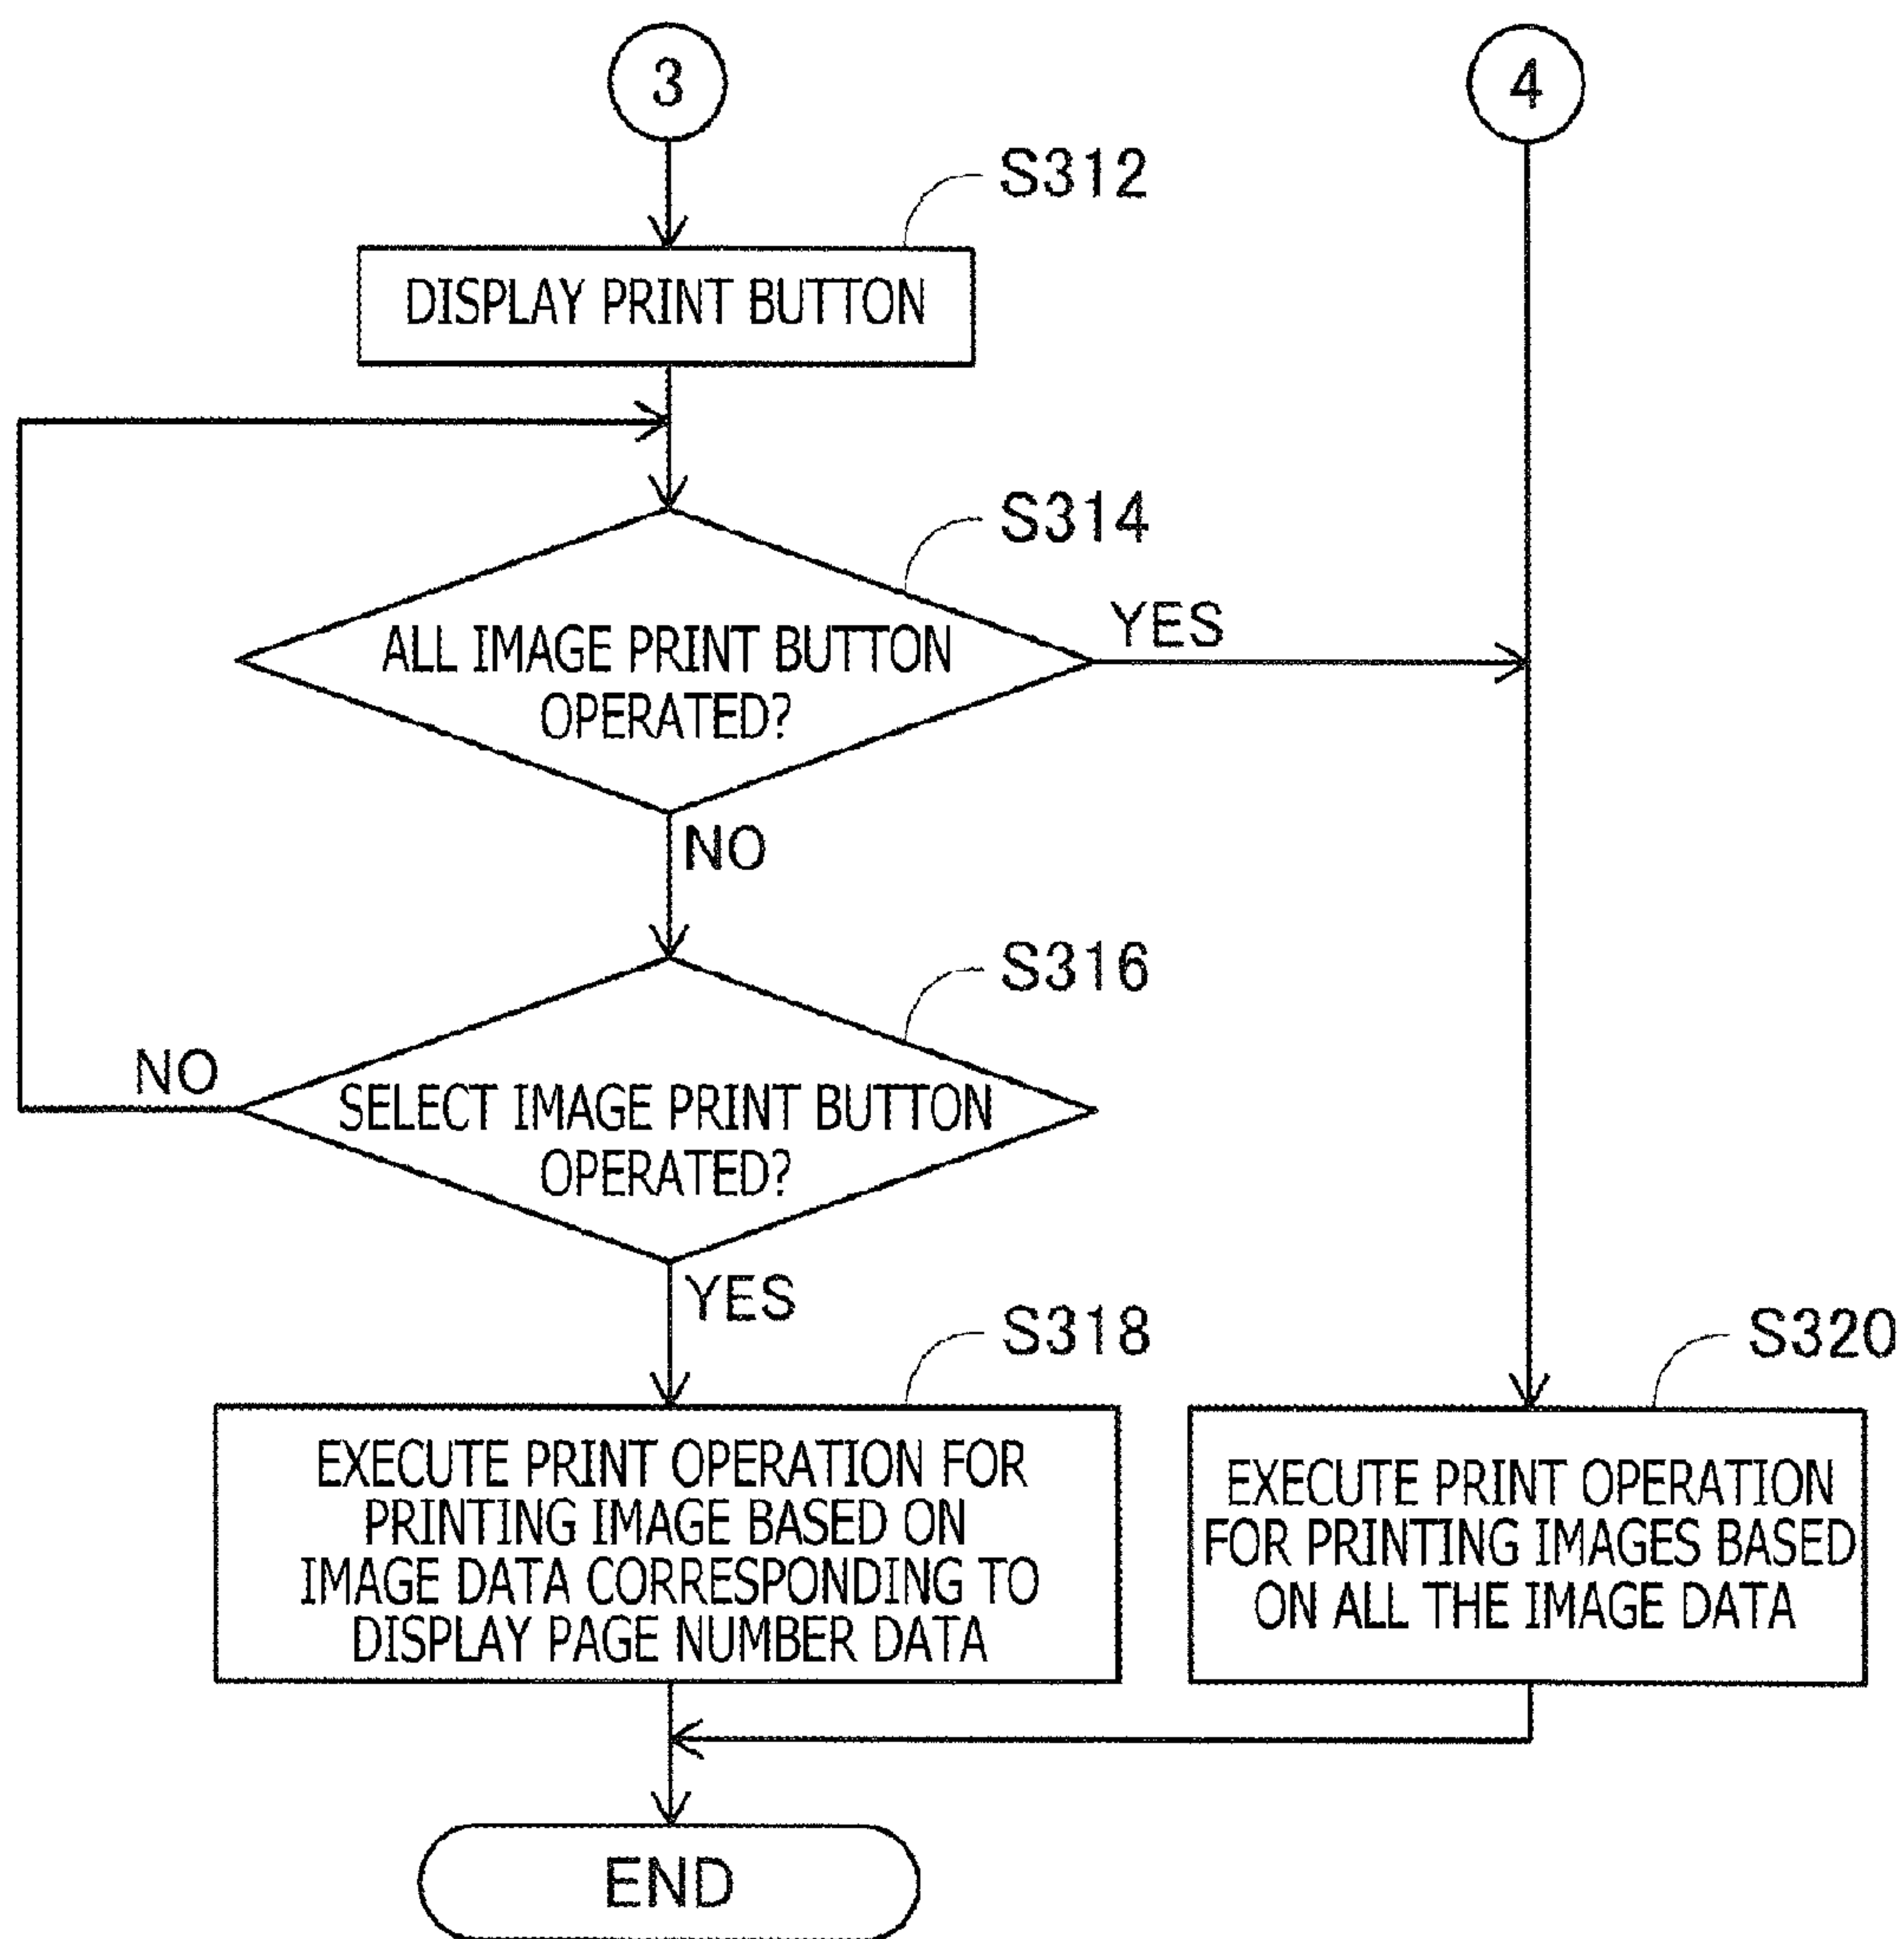 3
4
S312
DISPLAY PRINT BUTTON
S314
ALL IMAGE PRINT BUTTON
OPERATED?
YES
NO
S316
SELECT IMAGE PRINT BUTTON
OPERATED?
NO
YES
S318
EXECUTE PRINT OPERATION FOR
PRINTING IMAGE BASED ON
IMAGE DATA CORRESPONDING TO
DISPLAY PAGE NUMBER DATA
S320
EXECUTE PRINT OPERATION
FOR PRINTING IMAGES BASED
ON ALL THE IMAGE DATA
END